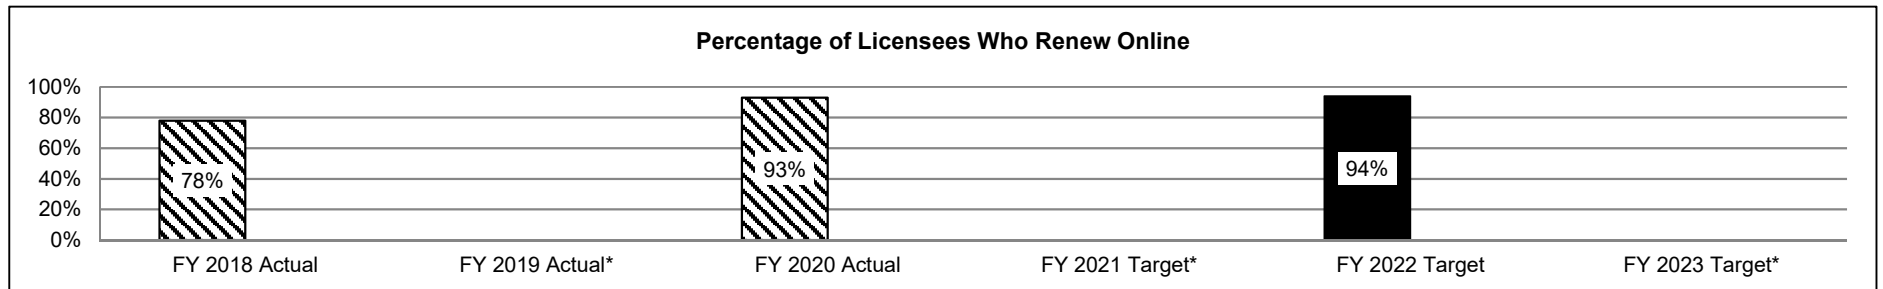 Percentage of Licensees Who Renew Online
100%
80%
60%
40%
20%
0%
78%
93%
94%
FY 2018 Actual
FY 2019 Actual*
FY 2020 Actual
FY 2021 Target*
FY 2022 Target
FY 2023 Target*